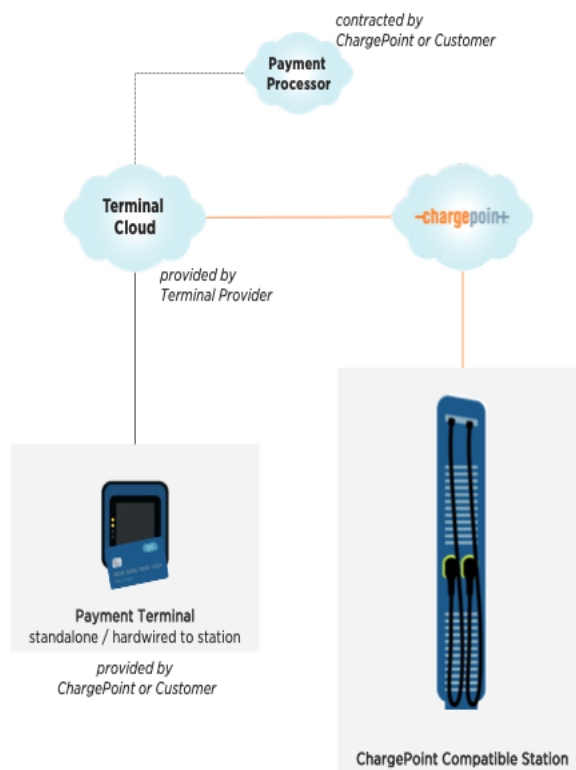 contracted by
ChargePoint or Customer
Payment
Processor
Terminal
Cloud
-chargepoin+
provided by
Terminal Provider
Payment Terminal
standalone / hardwired to station
provided by
ChargePoint or Customer
ChargePoint Compatible Station